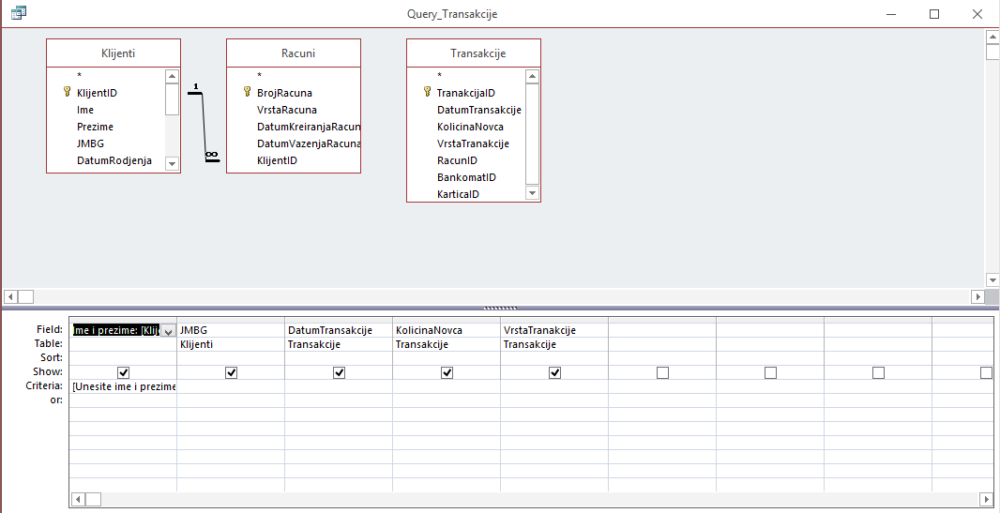 Query_Transakcije
Klijenti
*
KlijentID
Ime
Prezime
JMBG
DatumRodjenja
1
∞
Racuni
*
BrojRacuna
VrstaRacuna
DatumKreiranjaRacun
DatumVazenjaRacuna
KlijentID
Transakcije
*
TranakcijaID
DatumTransakcije
KolicinaNovca
VrstaTranakcije
RacunID
BankomatID
KarticaID
Field: Ime i prezime: [Klije JMBG DatumTransakcije KolicinaNovca VrstaTranakcije
Table: Klijenti Transakcije Transakcije Transakcije
Sort:
Show:
Criteria: [Unesite ime i prezime
or: